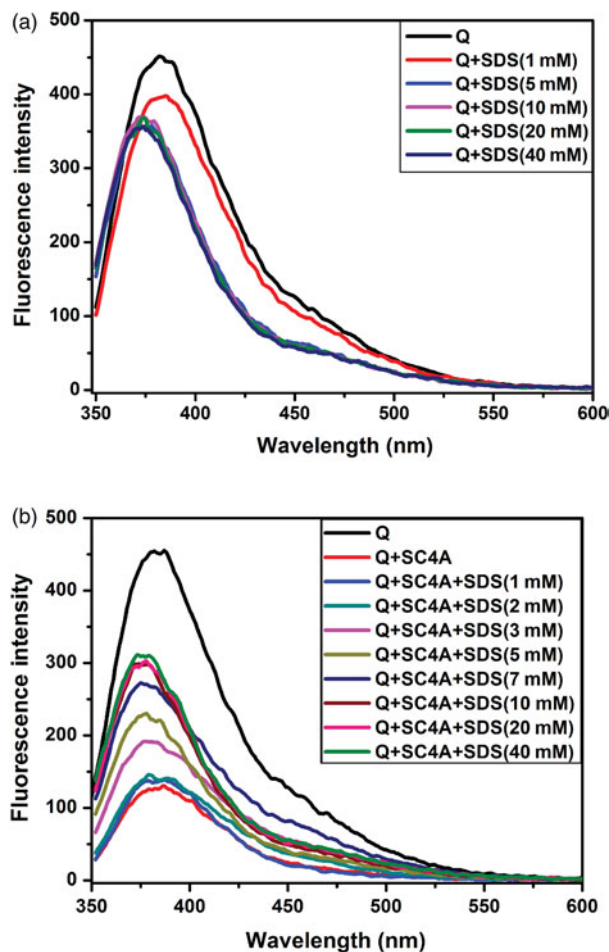 (a)
500
400
300
200
100
0
Fluorescence intensity
Q
Q+SDS(1 mM)
Q+SDS(5 mM)
Q+SDS(10 mM)
Q+SDS(20 mM)
Q+SDS(40 mM)
350 400 450 500 550 600
Wavelength (nm)
(b)
500
400
300
200
100
0
Fluorescence intensity
Q
Q+SC4A
Q+SC4A+SDS(1 mM)
Q+SC4A+SDS(2 mM)
Q+SC4A+SDS(3 mM)
Q+SC4A+SDS(5 mM)
Q+SC4A+SDS(7 mM)
Q+SC4A+SDS(10 mM)
Q+SC4A+SDS(20 mM)
Q+SC4A+SDS(40 mM)
350 400 450 500 550 600
Wavelength (nm)